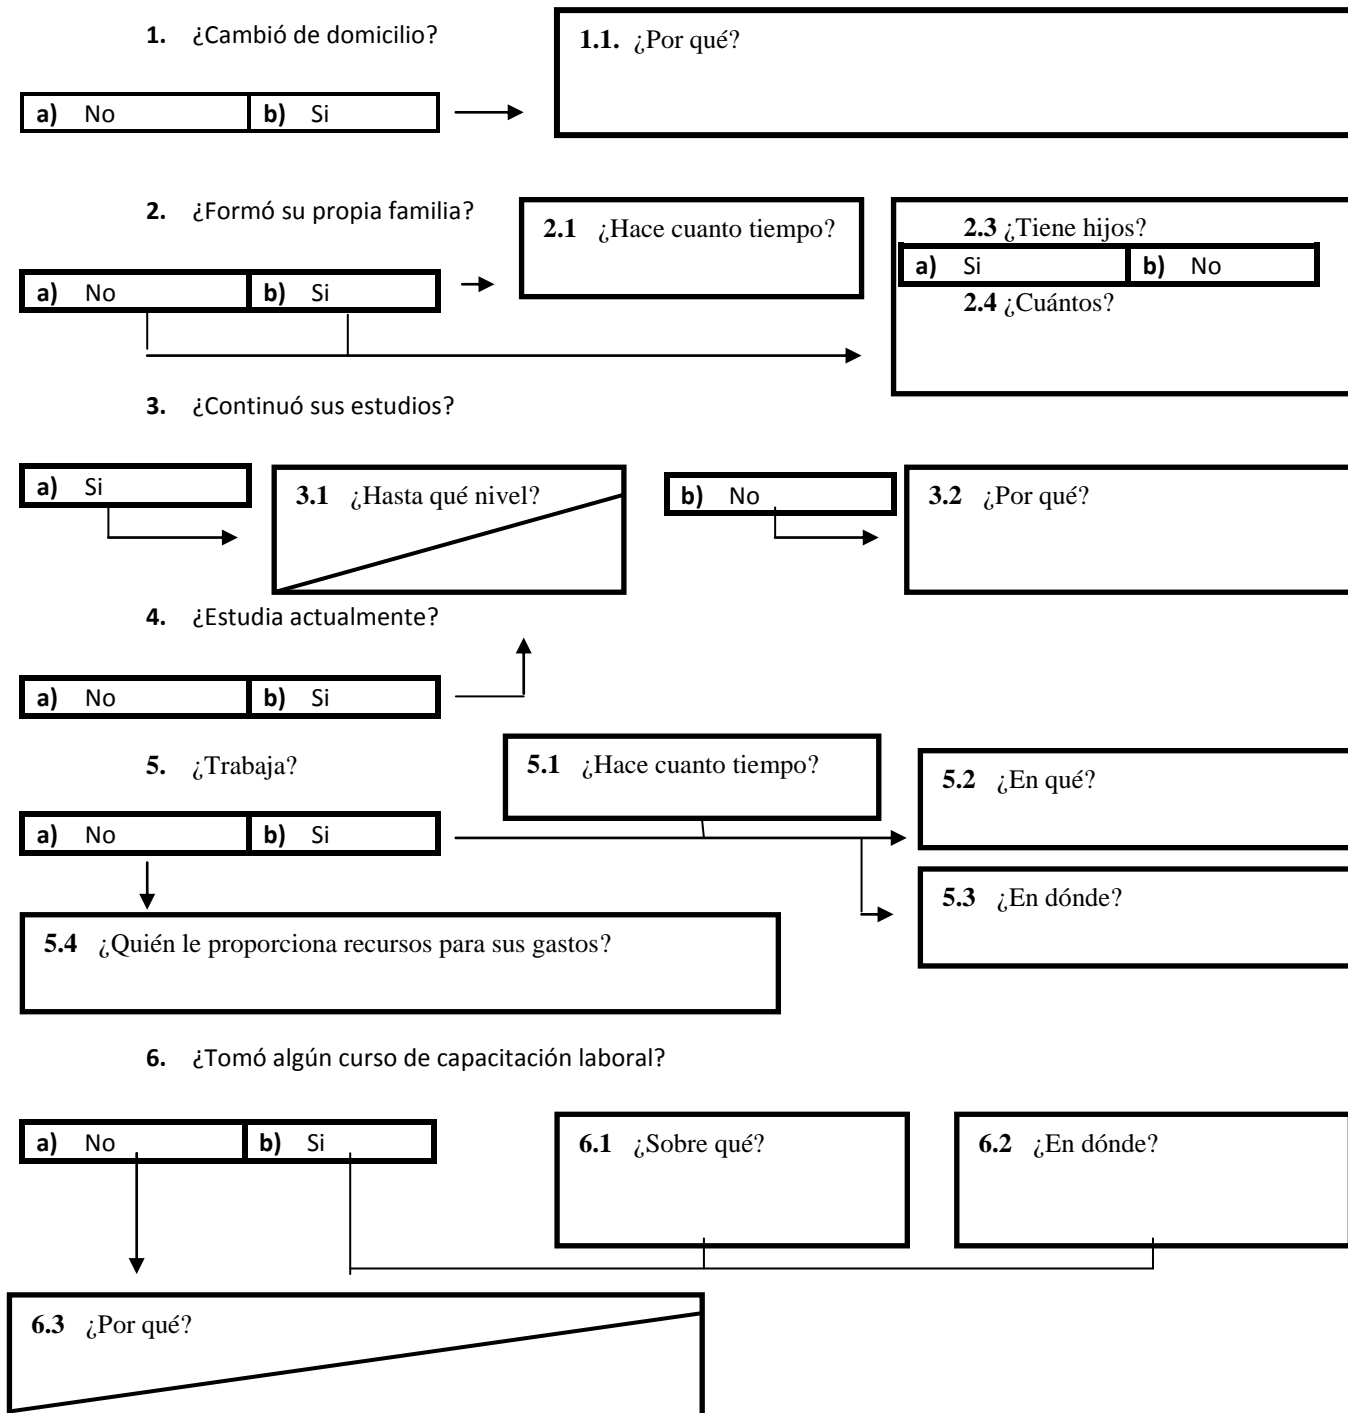 1. ¿Cambió de domicilio?
1.1. ¿Por qué?
a) No b) Si
2. ¿Formó su propia familia?
2.1 ¿Hace cuanto tiempo?
2.3 ¿Tiene hijos?
a) Si b) No
a) No b) Si
2.4 ¿Cuántos?
3. ¿Continuó sus estudios?
a) Si
3.1 ¿Hasta qué nivel?
b) No
3.2 ¿Por qué?
4. ¿Estudia actualmente?
a) No b) Si
5. ¿Trabaja?
5.1 ¿Hace cuanto tiempo?
5.2 ¿En qué?
a) No b) Si
5.3 ¿En dónde?
5.4 ¿Quién le proporciona recursos para sus gastos?
6. ¿Tomó algún curso de capacitación laboral?
a) No b) Si
6.1 ¿Sobre qué?
6.2 ¿En dónde?
6.3 ¿Por qué?